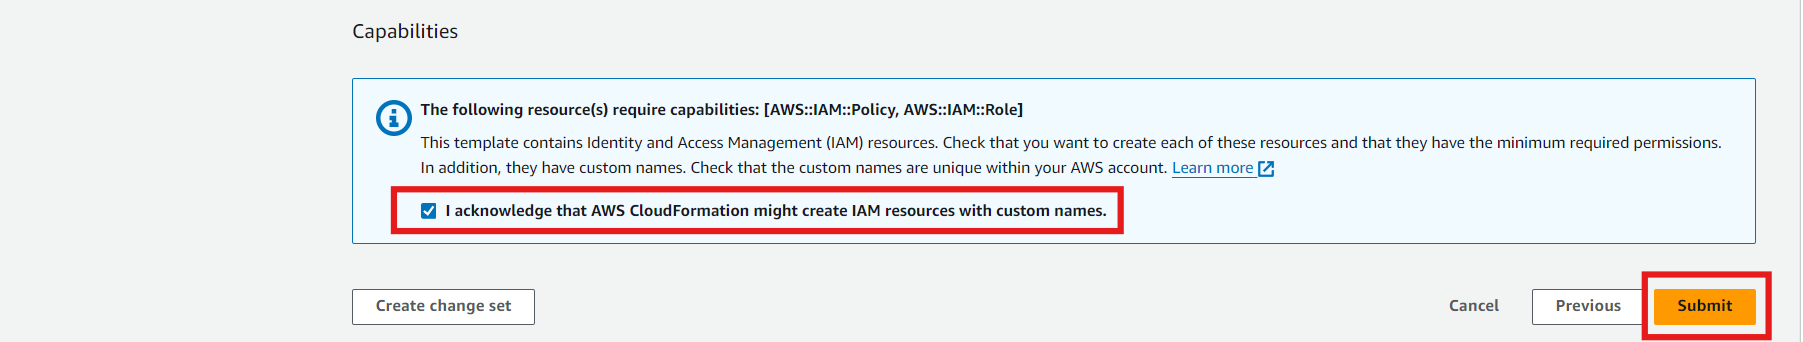 Capabilities
The following resource(s) require capabilities: [AWS::IAM::Policy, AWS::IAM::Role]
This template contains Identity and Access Management (IAM) resources. Check that you want to create each of these resources and that they have the minimum required permissions.
In addition, they have custom names. Check that the custom names are unique within your AWS account. Learn more
I acknowledge that AWS CloudFormation might create IAM resources with custom names.
Create change set
Cancel
Previous
Submit